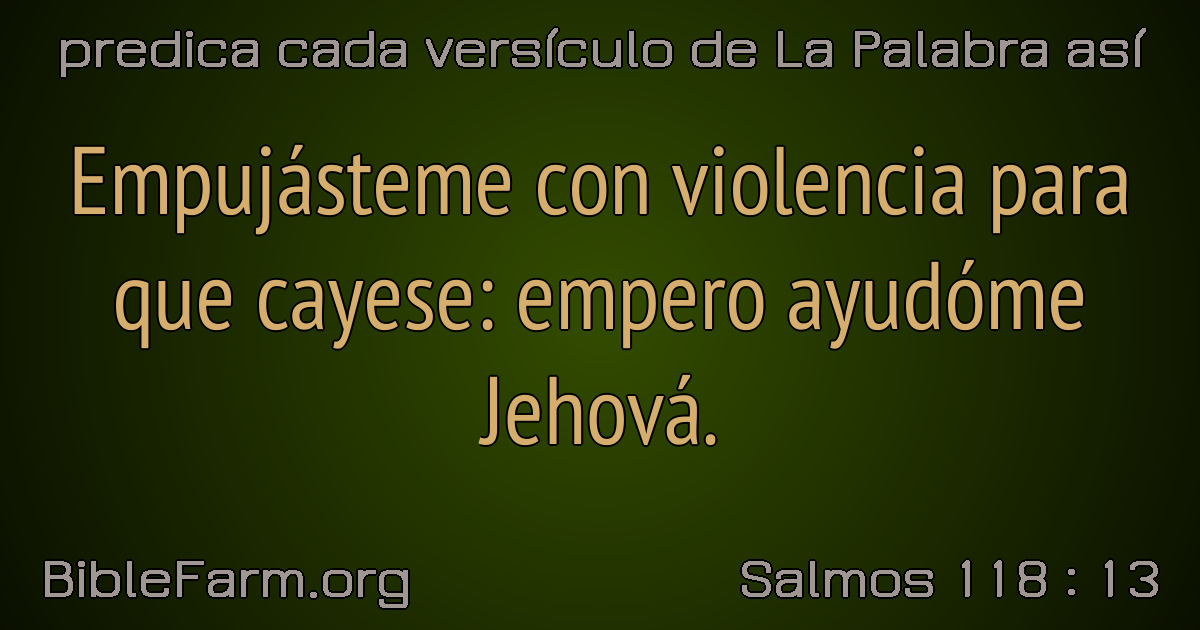 predica cada versículo de La Palabra así
Empujásteme con violencia para
que cayese: empero ayudóme
Jehová.
BibleFarm.org
Salmos 118 : 13